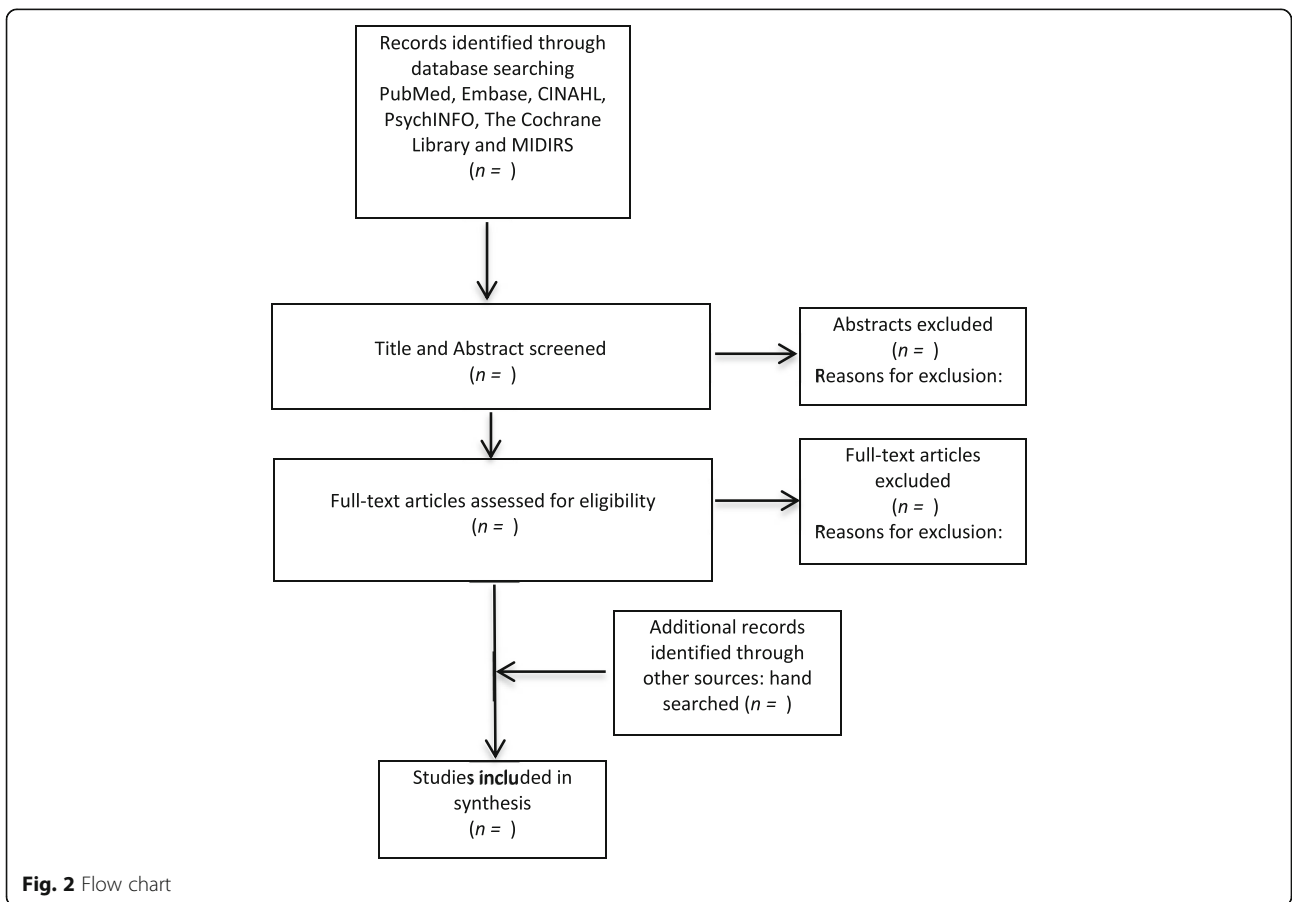 Records identified through
database searching
PubMed, Embase, CINAHL,
PsychINFO, The Cochrane
Library and MIDIRS
(n = )
Title and Abstract screened
(n = )
Abstracts excluded
(n = )
Reasons for exclusion:
Full-text articles assessed for eligibility
(n = )
Full-text articles
excluded
(n = )
Reasons for exclusion:
Additional records
identified through
other sources: hand
searched (n = )
Studies included in
synthesis
(n = )
Fig. 2 Flow chart